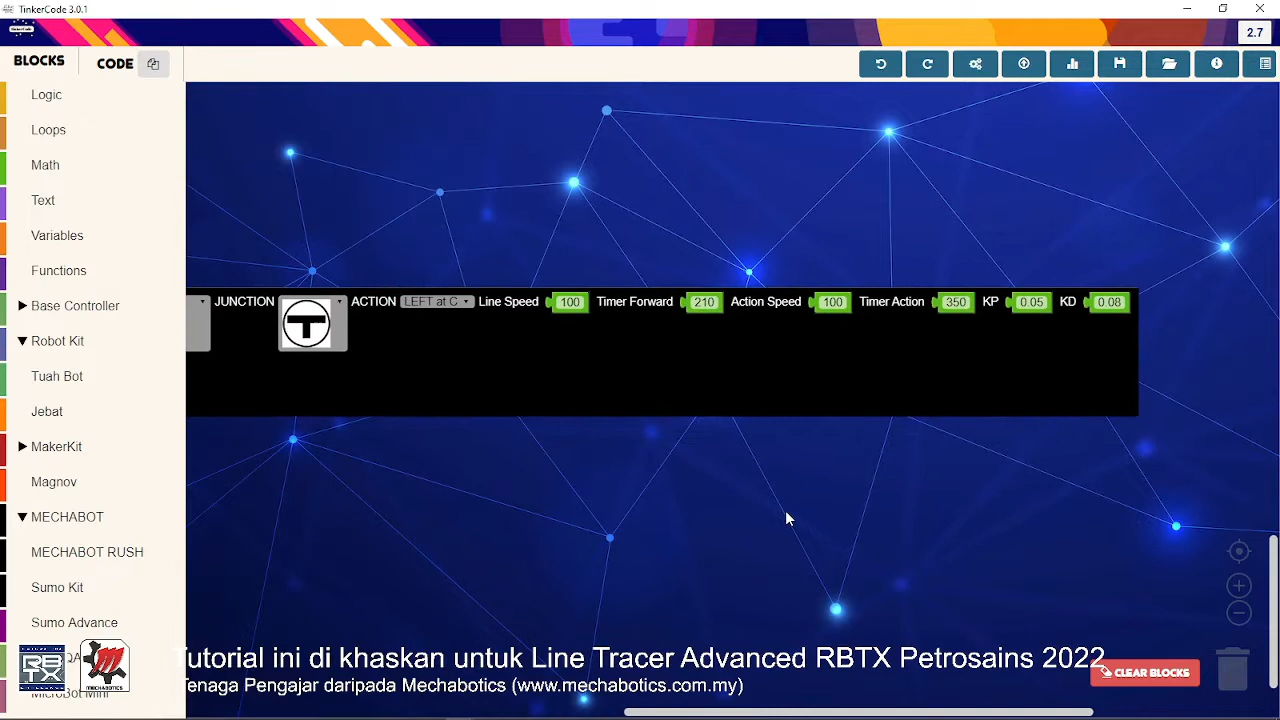 TinkerCode 3.0.1
2.7
BLOCKS
CODE
Logic
Loops
Math
Text
Variables
Functions
Base Controller
Robot Kit
Tuah Bot
Jebat
MakerKit
Magnov
MECHABOT
MECHABOT RUSH
Sumo Kit
Sumo Advance
JUNCTION T ACTION LEFT at C Line Speed 100 Timer Forward 210 Action Speed 100 Timer Action 350 KP 0.05 KD 0.08
RBTX
MECHABOTICS
Tutorial ini di khaskan untuk Line Tracer Advanced RBTX Petrosains 2022
Tenaga Pengajar daripada Mechabotics (www.mechabotics.com.my)
CLEAR BLOCKS